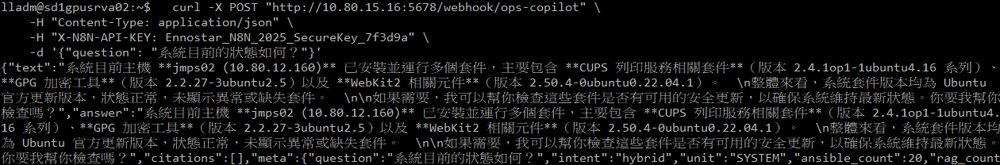 lladm@sd1gpusrva02:~$   curl -X POST "http://10.80.15.16:5678/webhook/ops-copilot" \
    -H "Content-Type: application/json" \
    -H "X-N8N-API-KEY: Ennostar_N8N_2025_SecureKey_7f3d9a" \
    -d '{"question": "系統目前的狀態如何？"}'
{"text":"系統目前主機 **jmps02 (10.80.12.160)** 已安裝並運行多個套件，主要包含 **CUPS 列印服務相關套件**（版本 2.4.1op1-1ubuntu4.16 系列）、
**GPG 加密工具**（版本 2.2.27-3ubuntu2.5）以及 **WebKit2 相關元件**（版本 2.50.4-0ubuntu0.22.04.1）。  \n整體來看，系統套件版本均為 Ubuntu
官方更新版本，狀態正常，未顯示異常或缺失套件。  \n\n如果需要，我可以幫你檢查這些套件是否有可用的安全更新，以確保系統維持最新狀態。你要我幫你
檢查嗎？","answer":"系統目前主機 **jmps02 (10.80.12.160)** 已安裝並運行多個套件，主要包含 **CUPS 列印服務相關套件**（版本 2.4.1op1-1ubuntu4.
16 系列）、**GPG 加密工具**（版本 2.2.27-3ubuntu2.5）以及 **WebKit2 相關元件**（版本 2.50.4-0ubuntu0.22.04.1）。  \n整體來看，系統套件版本均
為 Ubuntu 官方更新版本，狀態正常，未顯示異常或缺失套件。  \n\n如果需要，我可以幫你檢查這些套件是否有可用的安全更新，以確保系統維持最新狀態。
你要我幫你檢查嗎？","citations":[],"meta":{"question":"系統目前的狀態如何？","intent":"hybrid","unit":"SYSTEM","ansible_count":20,"rag_count